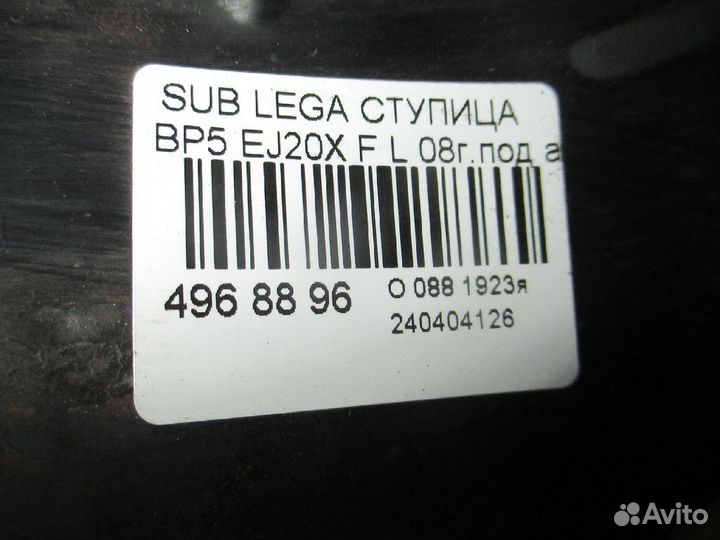 SUB LEGA СТУПИЦА
BP5 EJ20X F L 08г.под а
496 88 96
О 088 1923я
240404126
Avito